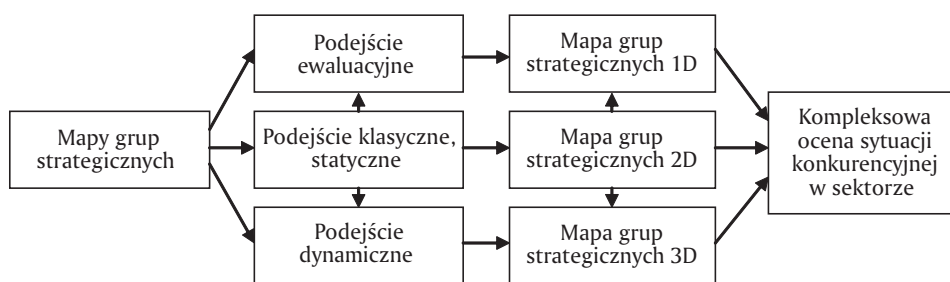 Mapy grup
strategicznych
Podejście
ewaluacyjne
Podejście klasyczne,
statyczne
Podejście
dynamiczne
Mapa grup
strategicznych 1D
Mapa grup
strategicznych 2D
Mapa grup
strategicznych 3D
Kompleksowa
ocena sytuacji
konkurencyjnej
w sektorze